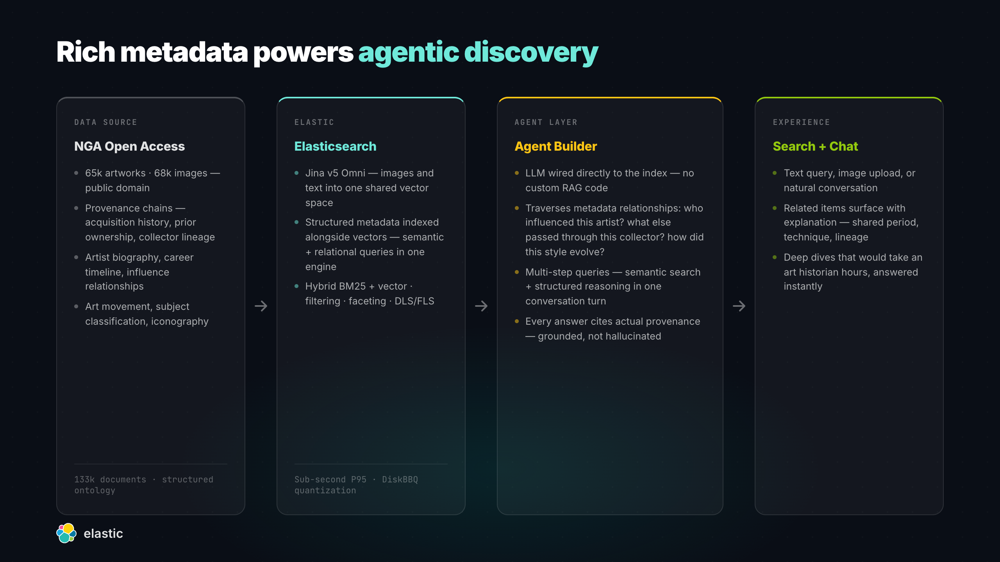 Rich metadata powers agentic discovery
DATA SOURCE
NGA Open Access
65k artworks · 68k images —
public domain
Provenance chains —
acquisition history, prior
ownership, collector lineage
Artist biography, career
timeline, influence
relationships
Art movement, subject
classification, iconography
133k documents · structured
ontology
→
ELASTIC
Elasticsearch
Jina v5 Omni — images and
text into one shared vector
space
Structured metadata indexed
alongside vectors — semantic
+ relational queries in one
engine
Hybrid BM25 + vector ·
filtering · faceting · DLS/FLS
Sub-second P95 · DiskBBQ
quantization
→
AGENT LAYER
Agent Builder
LLM wired directly to the index — no
custom RAG code
Traverses metadata relationships: who
influenced this artist? what else
passed through this collector? how did
this style evolve?
Multi-step queries — semantic search
+ structured reasoning in one
conversation turn
Every answer cites actual provenance
— grounded, not hallucinated
→
EXPERIENCE
Search + Chat
Text query, image upload, or
natural conversation
Related items surface with
explanation — shared period,
technique, lineage
Deep dives that would take an
art historian hours, answered
instantly
elastic